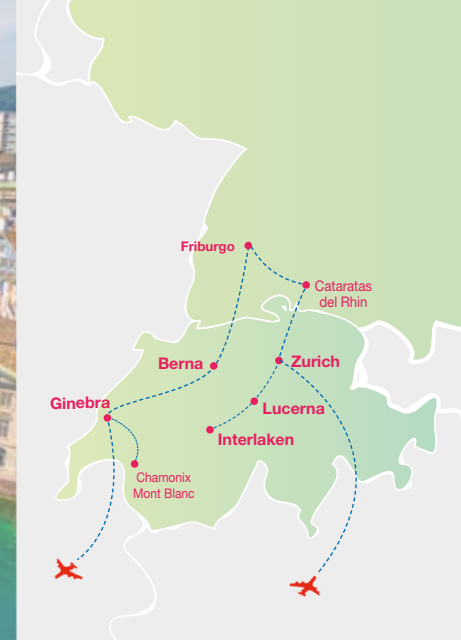 Friburgo
Cataratas
del Rhin
Berna
Zurich
Ginebra
Lucerna
Interlaken
Chamonix
Mont Blanc